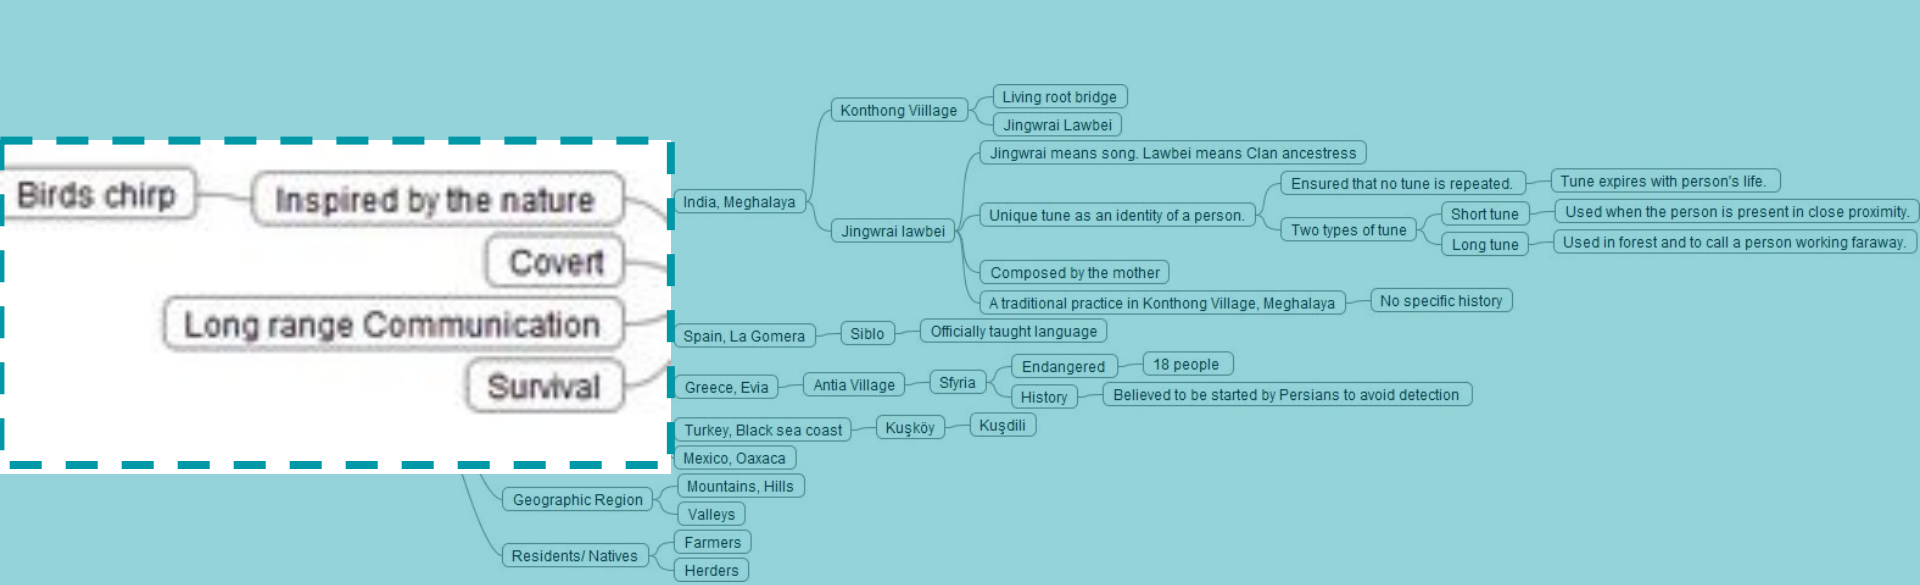 Birds chirp
Inspired by the nature
Covert
Long range Communication
Survival
India, Meghalaya
Konthong Viillage
Living root bridge
Jingwrai Lawbei
Jingwrai lawbei
Jingwrai means song. Lawbei means Clan ancestress
Unique tune as an identity of a person.
Ensured that no tune is repeated.
Tune expires with person's life.
Two types of tune
Short tune
Used when the person is present in close proximity.
Long tune
Used in forest and to call a person working faraway.
Composed by the mother
A traditional practice in Konthong Village, Meghalaya
No specific history
Spain, La Gomera
Siblo
Officially taught language
Greece, Evia
Antia Village
Sfyria
Endangered
18 people
History
Believed to be started by Persians to avoid detection
Turkey, Black sea coast
Kuşköy
Kuşdili
Mexico, Oaxaca
Geographic Region
Mountains, Hills
Valleys
Residents/ Natives
Farmers
Herders